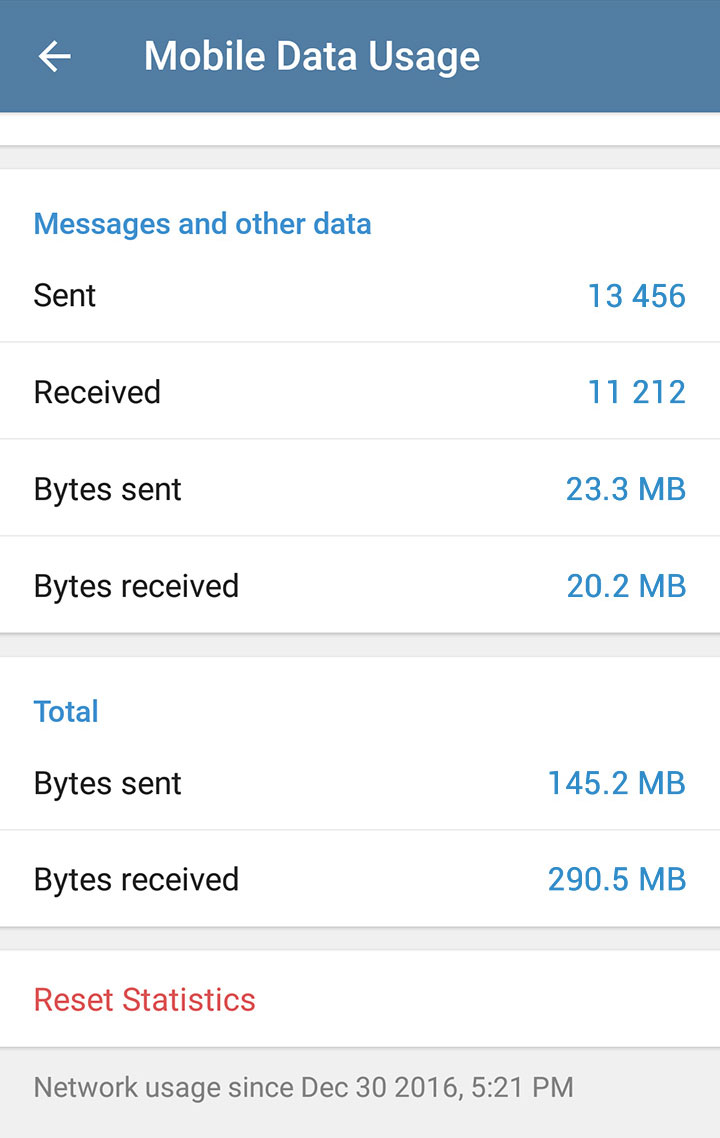 Mobile Data Usage
Messages and other data
Sent 13 456
Received 11 212
Bytes sent 23.3 MB
Bytes received 20.2 MB
Total
Bytes sent 145.2 MB
Bytes received 290.5 MB
Reset Statistics
Network usage since Dec 30 2016, 5:21 PM